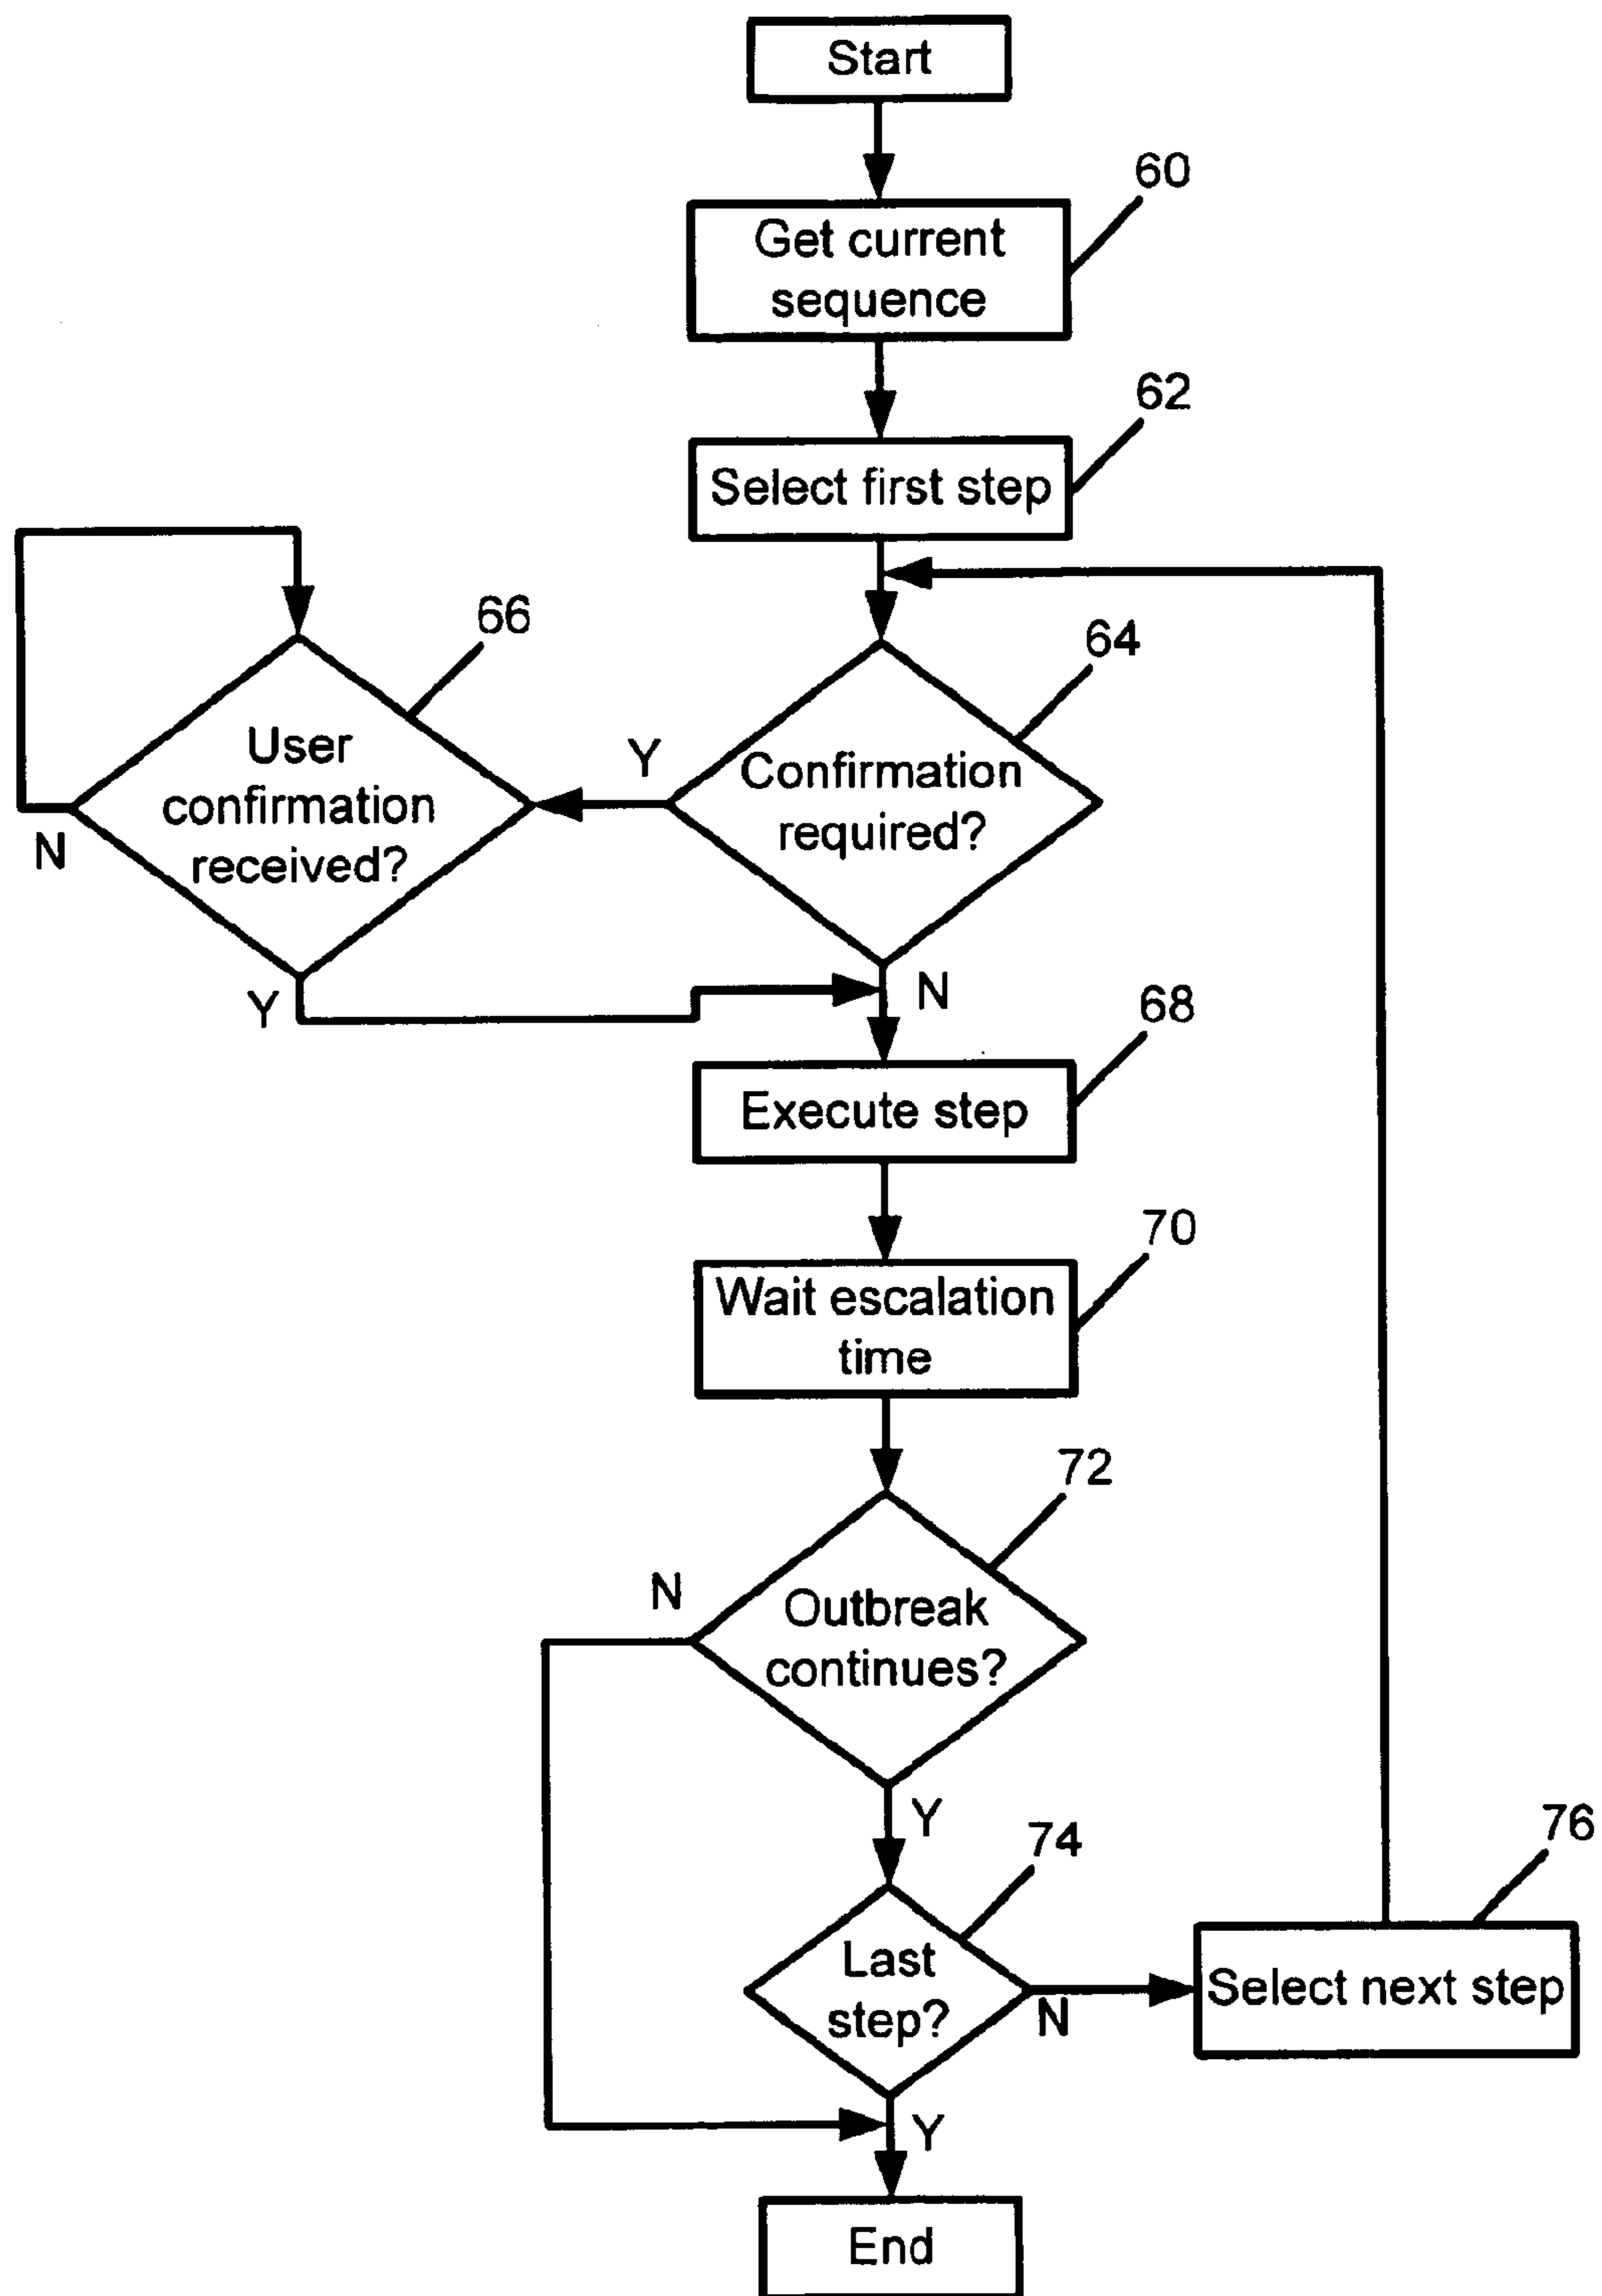 Start
60
Get current
sequence
62
Select first step
66
64
User
confirmation
received?
Y
Confirmation
required?
N
Y
N
68
Execute step
70
Wait escalation
time
72
N
Outbreak
continues?
Y
74
76
Last
step?
N
Select next step
Y
End